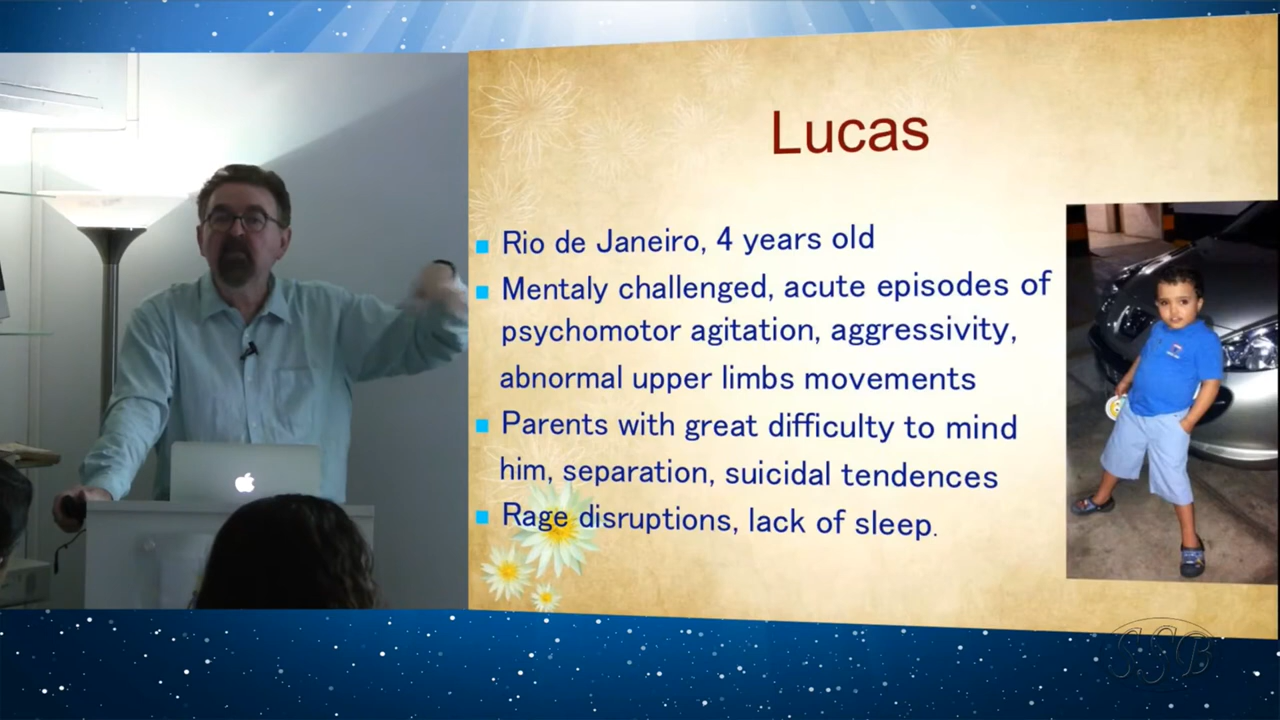 Lucas
Rio de Janeiro, 4 years old
Mentaly challenged, acute episodes of
psychomotor agitation, aggressivity,
abnormal upper limbs movements
Parents with great difficulty to mind
him, separation, suicidal tendences
Rage disruptions, lack of sleep.
SSB